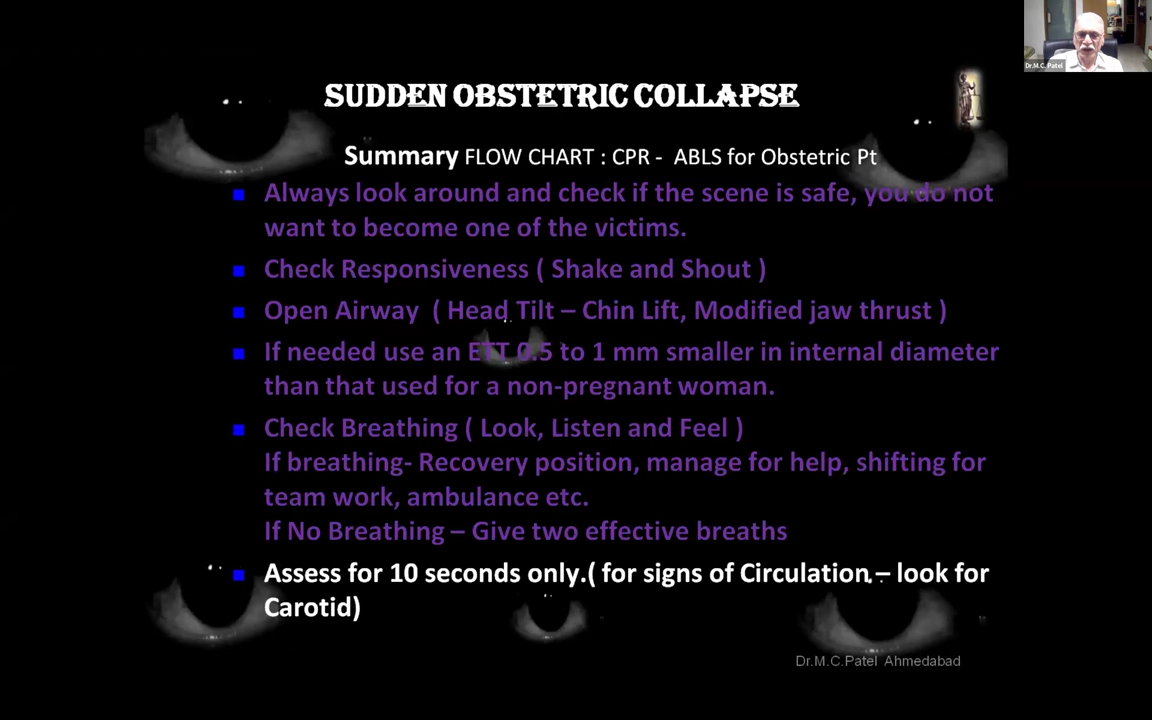 Dr.M.C. Patel
SUDDEN OBSTETRIC COLLAPSE
Summary FLOW CHART : CPR - ABLS for Obstetric Pt
Always look around and check if the scene is safe, you do not
want to become one of the victims.
Check Responsiveness ( Shake and Shout )
Open Airway ( Head Tilt – Chin Lift, Modified jaw thrust )
If needed use an ETT 0.5 to 1 mm smaller in internal diameter
than that used for a non-pregnant woman.
Check Breathing ( Look, Listen and Feel )
If breathing- Recovery position, manage for help, shifting for
team work, ambulance etc.
If No Breathing – Give two effective breaths
Assess for 10 seconds only.( for signs of Circulation – look for
Carotid)
Dr.M.C.Patel Ahmedabad